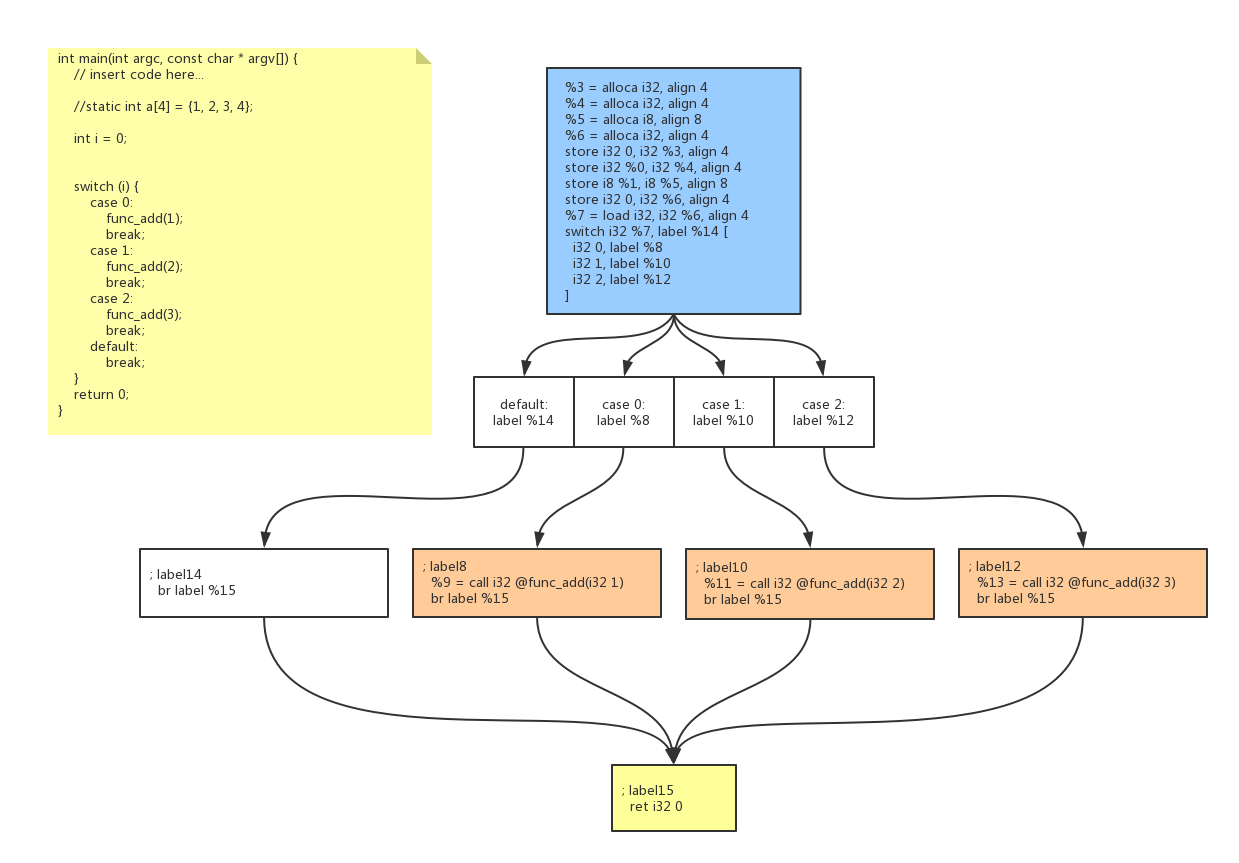 int main(int argc, const char * argv[]) {
    // insert code here...
    //static int a[4] = {1, 2, 3, 4};
    int i = 0;
    switch (i) {
        case 0:
            func_add(1);
            break;
        case 1:
            func_add(2);
            break;
        case 2:
            func_add(3);
            break;
        default:
            break;
    }
    return 0;
}
%3 = alloca i32, align 4
%4 = alloca i32, align 4
%5 = alloca i8, align 8
%6 = alloca i32, align 4
store i32 0, i32 %3, align 4
store i32 %0, i32 %4, align 4
store i8 %1, i8 %5, align 8
store i32 0, i32 %6, align 4
%7 = load i32, i32 %6, align 4
switch i32 %7, label %14 [
  i32 0, label %8
  i32 1, label %10
  i32 2, label %12
]
default:
label %14
case 0:
label %8
case 1:
label %10
case 2:
label %12
; label14
  br label %15
; label8
  %9 = call i32 @func_add(i32 1)
  br label %15
; label10
  %11 = call i32 @func_add(i32 2)
  br label %15
; label12
  %13 = call i32 @func_add(i32 3)
  br label %15
; label15
  ret i32 0